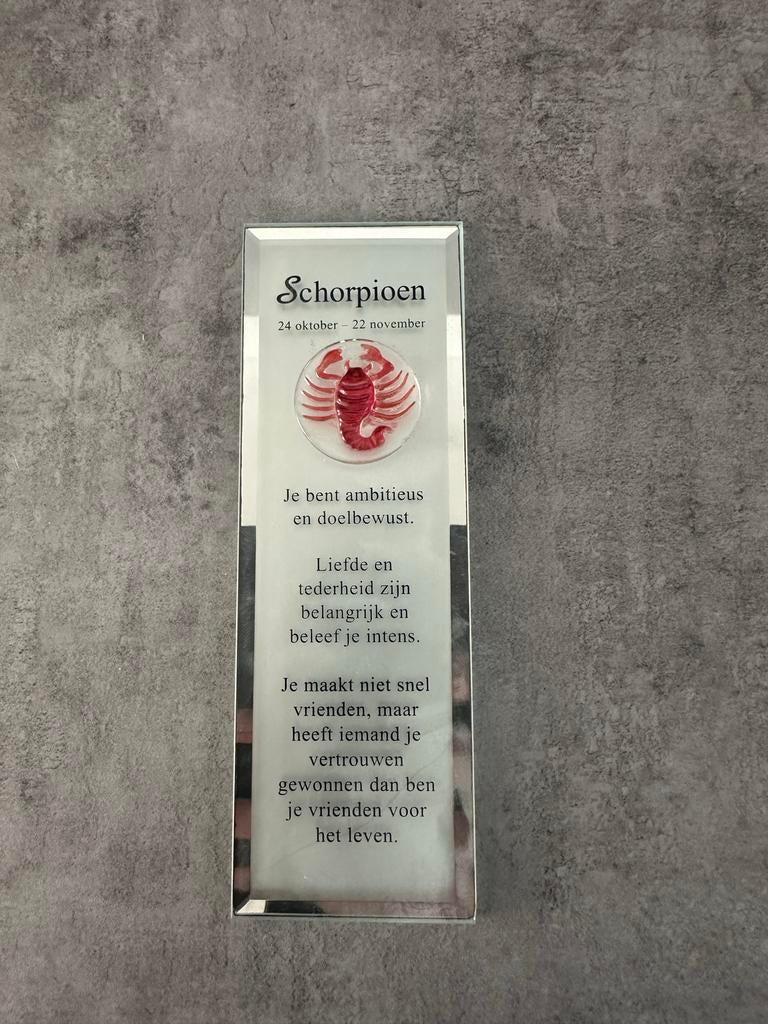 Schorpioen
24 oktober – 22 november
Je bent ambitieus
en doelbewust.
Liefde en
tederheid zijn
belangrijk en
beleef je intens.
Je maakt niet snel
vrienden, maar
heeft iemand je
vertrouwen
gewonnen dan ben
je vrienden voor
het leven.